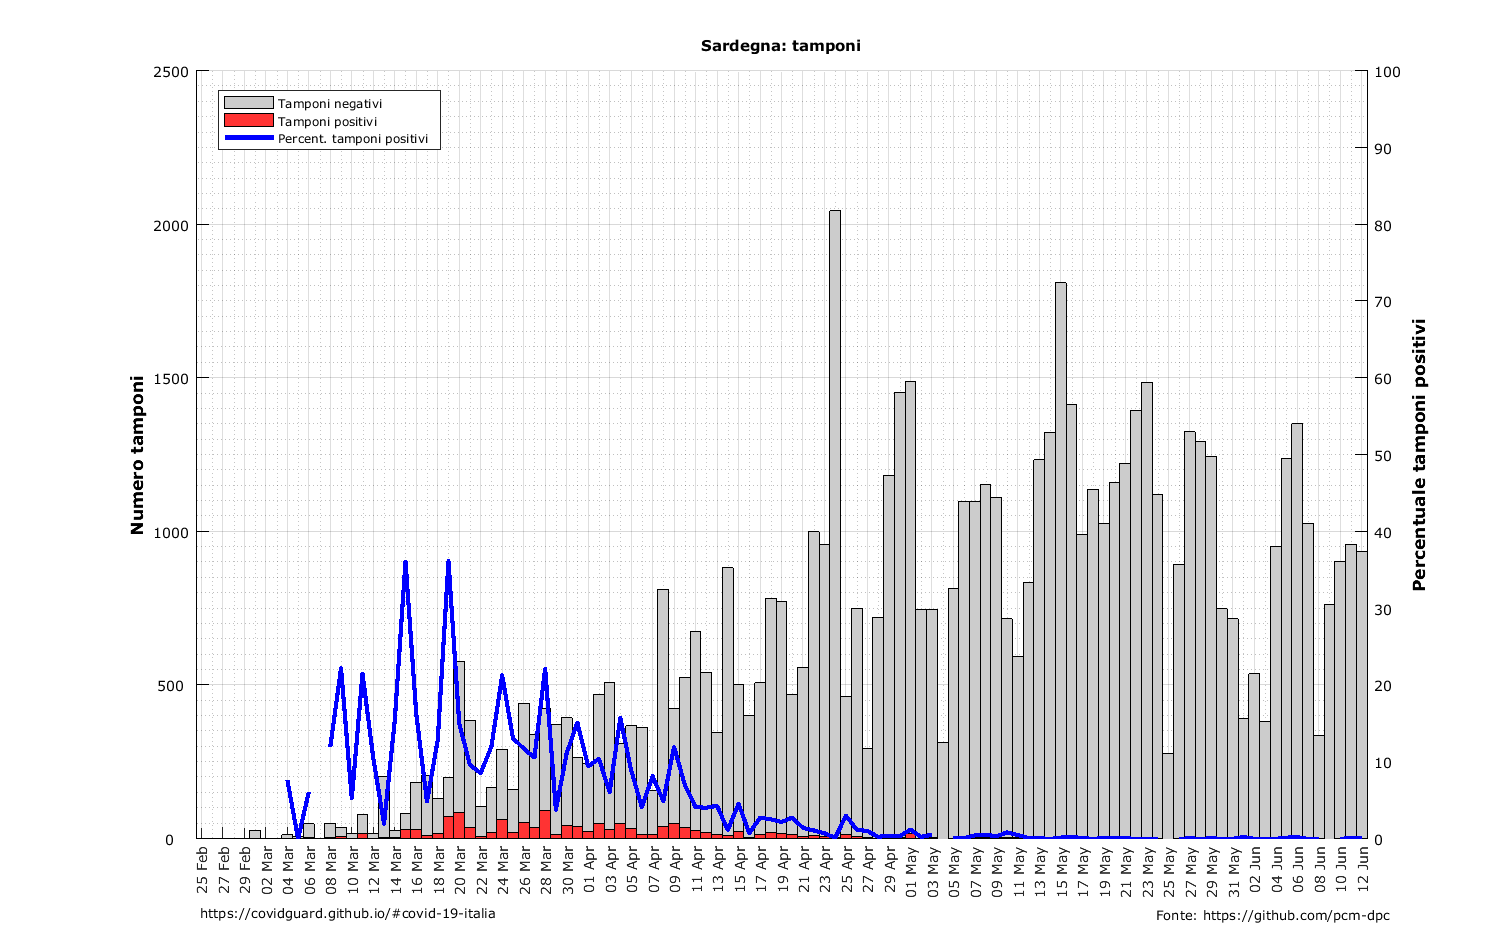 Sardegna: tamponi
2500
2000
1500
1000
500
0
Numero tamponi
Tamponi negativi
Tamponi positivi
Percent. tamponi positivi
100
90
80
70
60
50
40
30
20
10
0
Percentuale tamponi positivi
25 Feb
27 Feb
29 Feb
02 Mar
04 Mar
06 Mar
08 Mar
10 Mar
12 Mar
14 Mar
16 Mar
18 Mar
20 Mar
22 Mar
24 Mar
26 Mar
28 Mar
30 Mar
01 Apr
03 Apr
05 Apr
07 Apr
09 Apr
11 Apr
13 Apr
15 Apr
17 Apr
19 Apr
21 Apr
23 Apr
25 Apr
27 Apr
29 Apr
01 May
03 May
05 May
07 May
09 May
11 May
13 May
15 May
17 May
19 May
21 May
23 May
25 May
27 May
29 May
31 May
02 Jun
04 Jun
06 Jun
08 Jun
10 Jun
12 Jun
https://covidguard.github.io/#covid-19-italia
Fonte: https://github.com/pcm-dpc